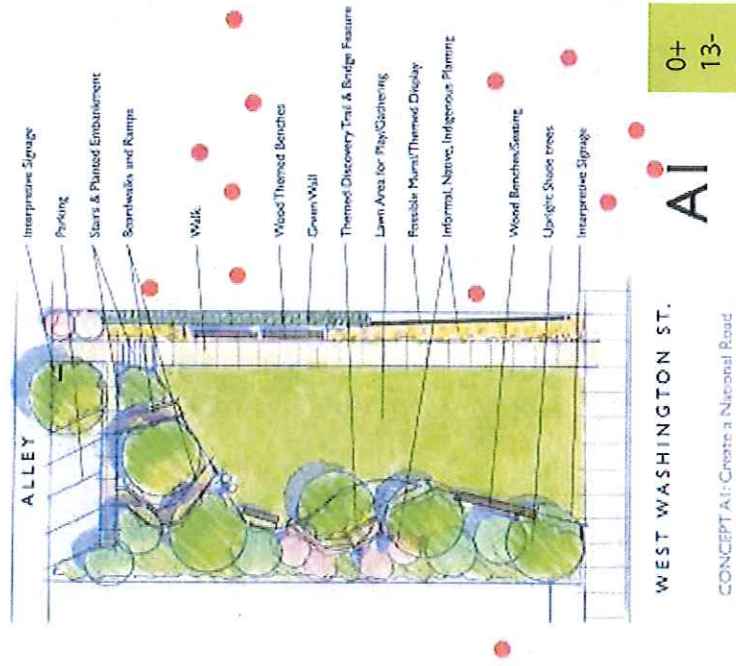 ALLEY
Interpretive Signage
Parking
Stairs & Planted Embankment
Boardwalks and Ramps
Walk
Wood Themed Benches
Green Wall
Themed Discovery Trail & Bridge Feature
Lawn Area for Play/Gathering
Possible Mural/Themed Display
Informal, Native, Indigenous Planting
Wood Benches/Seating
Upright Shade trees
Interpretive Signage
WEST WASHINGTON ST.
A1
CONCEPT A1: Create a National Road
0+
13-